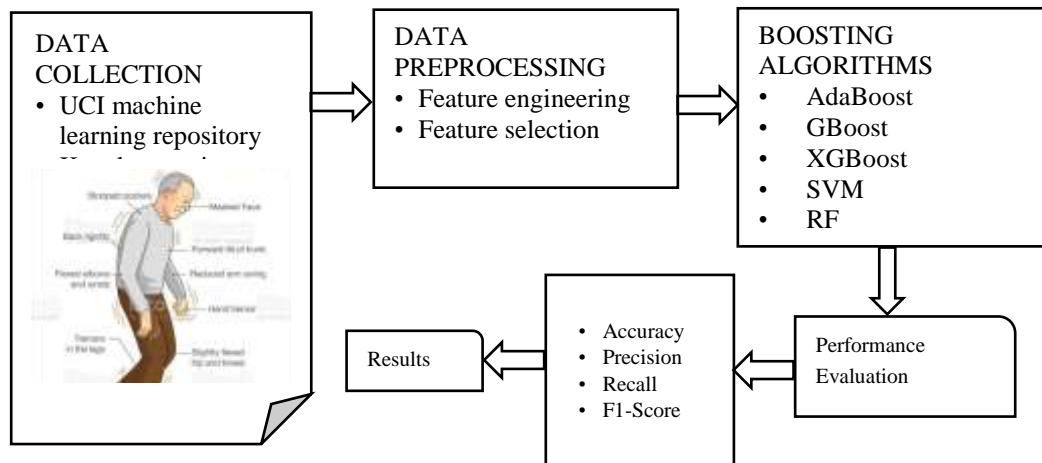 DATA
COLLECTION
• UCI machine
learning repository
DATA
PREPROCESSING
• Feature engineering
• Feature selection
BOOSTING
ALGORITHMS
• AdaBoost
• GBoost
• XGBoost
• SVM
• RF
Masked face
Back rigidity
Forward tilt of trunk
Flexed elbows
and wrists
Reduced arm swing
Hand tremor
Tremors
in the legs
Slightly flexed
hip and knees
Performance
Evaluation
• Accuracy
• Precision
• Recall
• F1-Score
Results